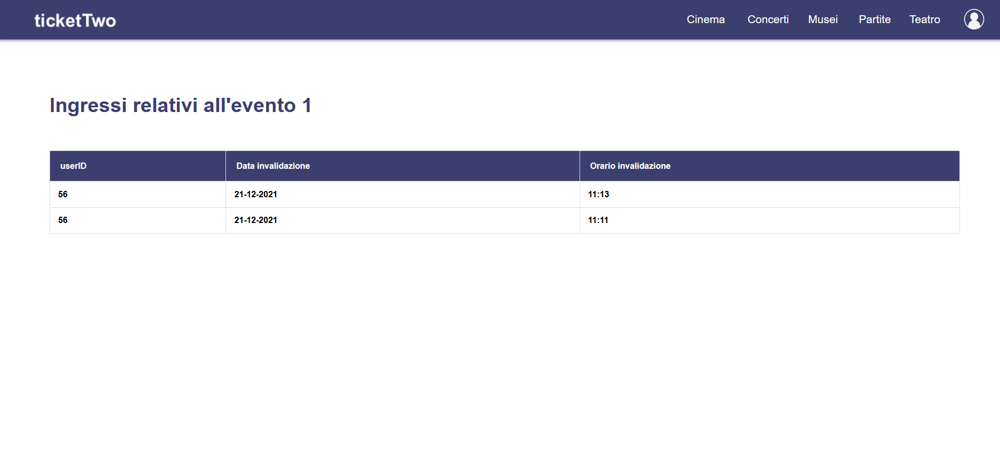 ticketTwo Cinema Concerti Musei Partite Teatro
Ingressi relativi all'evento 1
userID Data invalidazione Orario invalidazione
56 21-12-2021 11:13
56 21-12-2021 11:11